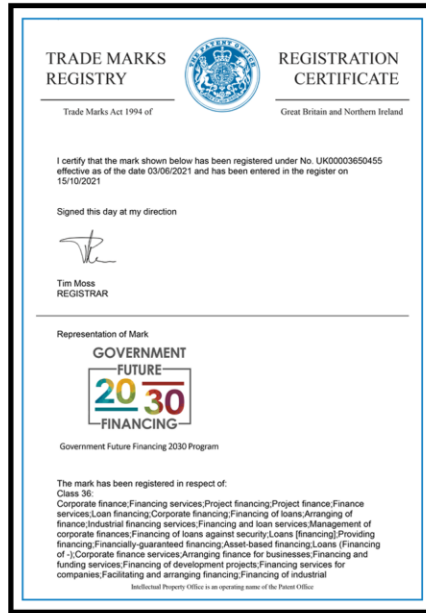 TRADE MARKS
REGISTRY
THE PATENT OFFICE
REGISTRATION
CERTIFICATE
Trade Marks Act 1994 of
Great Britain and Northern Ireland
I certify that the mark shown below has been registered under No. UK00003650455
effective as of the date 03/06/2021 and has been entered in the register on
15/10/2021
Signed this day at my direction
Tim Moss
REGISTRAR
Representation of Mark
GOVERNMENT
FUTURE
20 30
FINANCING
Government Future Financing 2030 Program
The mark has been registered in respect of:
Class 36:
Corporate finance;Financing services;Project financing;Project finance;Finance
services;Loan financing;Corporate financing;Financing of loans;Arranging of
finance;Industrial financing services;Financing and loan services;Management of
corporate finances;Financing of loans against security;Loans [financing];Providing
financing;Financially-guaranteed financing;Asset-based financing;Loans (Financing
of -);Corporate finance services;Arranging finance for businesses;Financing and
funding services;Financing of development projects;Financing services for
companies;Facilitating and arranging financing;Financing of industrial
Intellectual Property Office is an operating name of the Patent Office